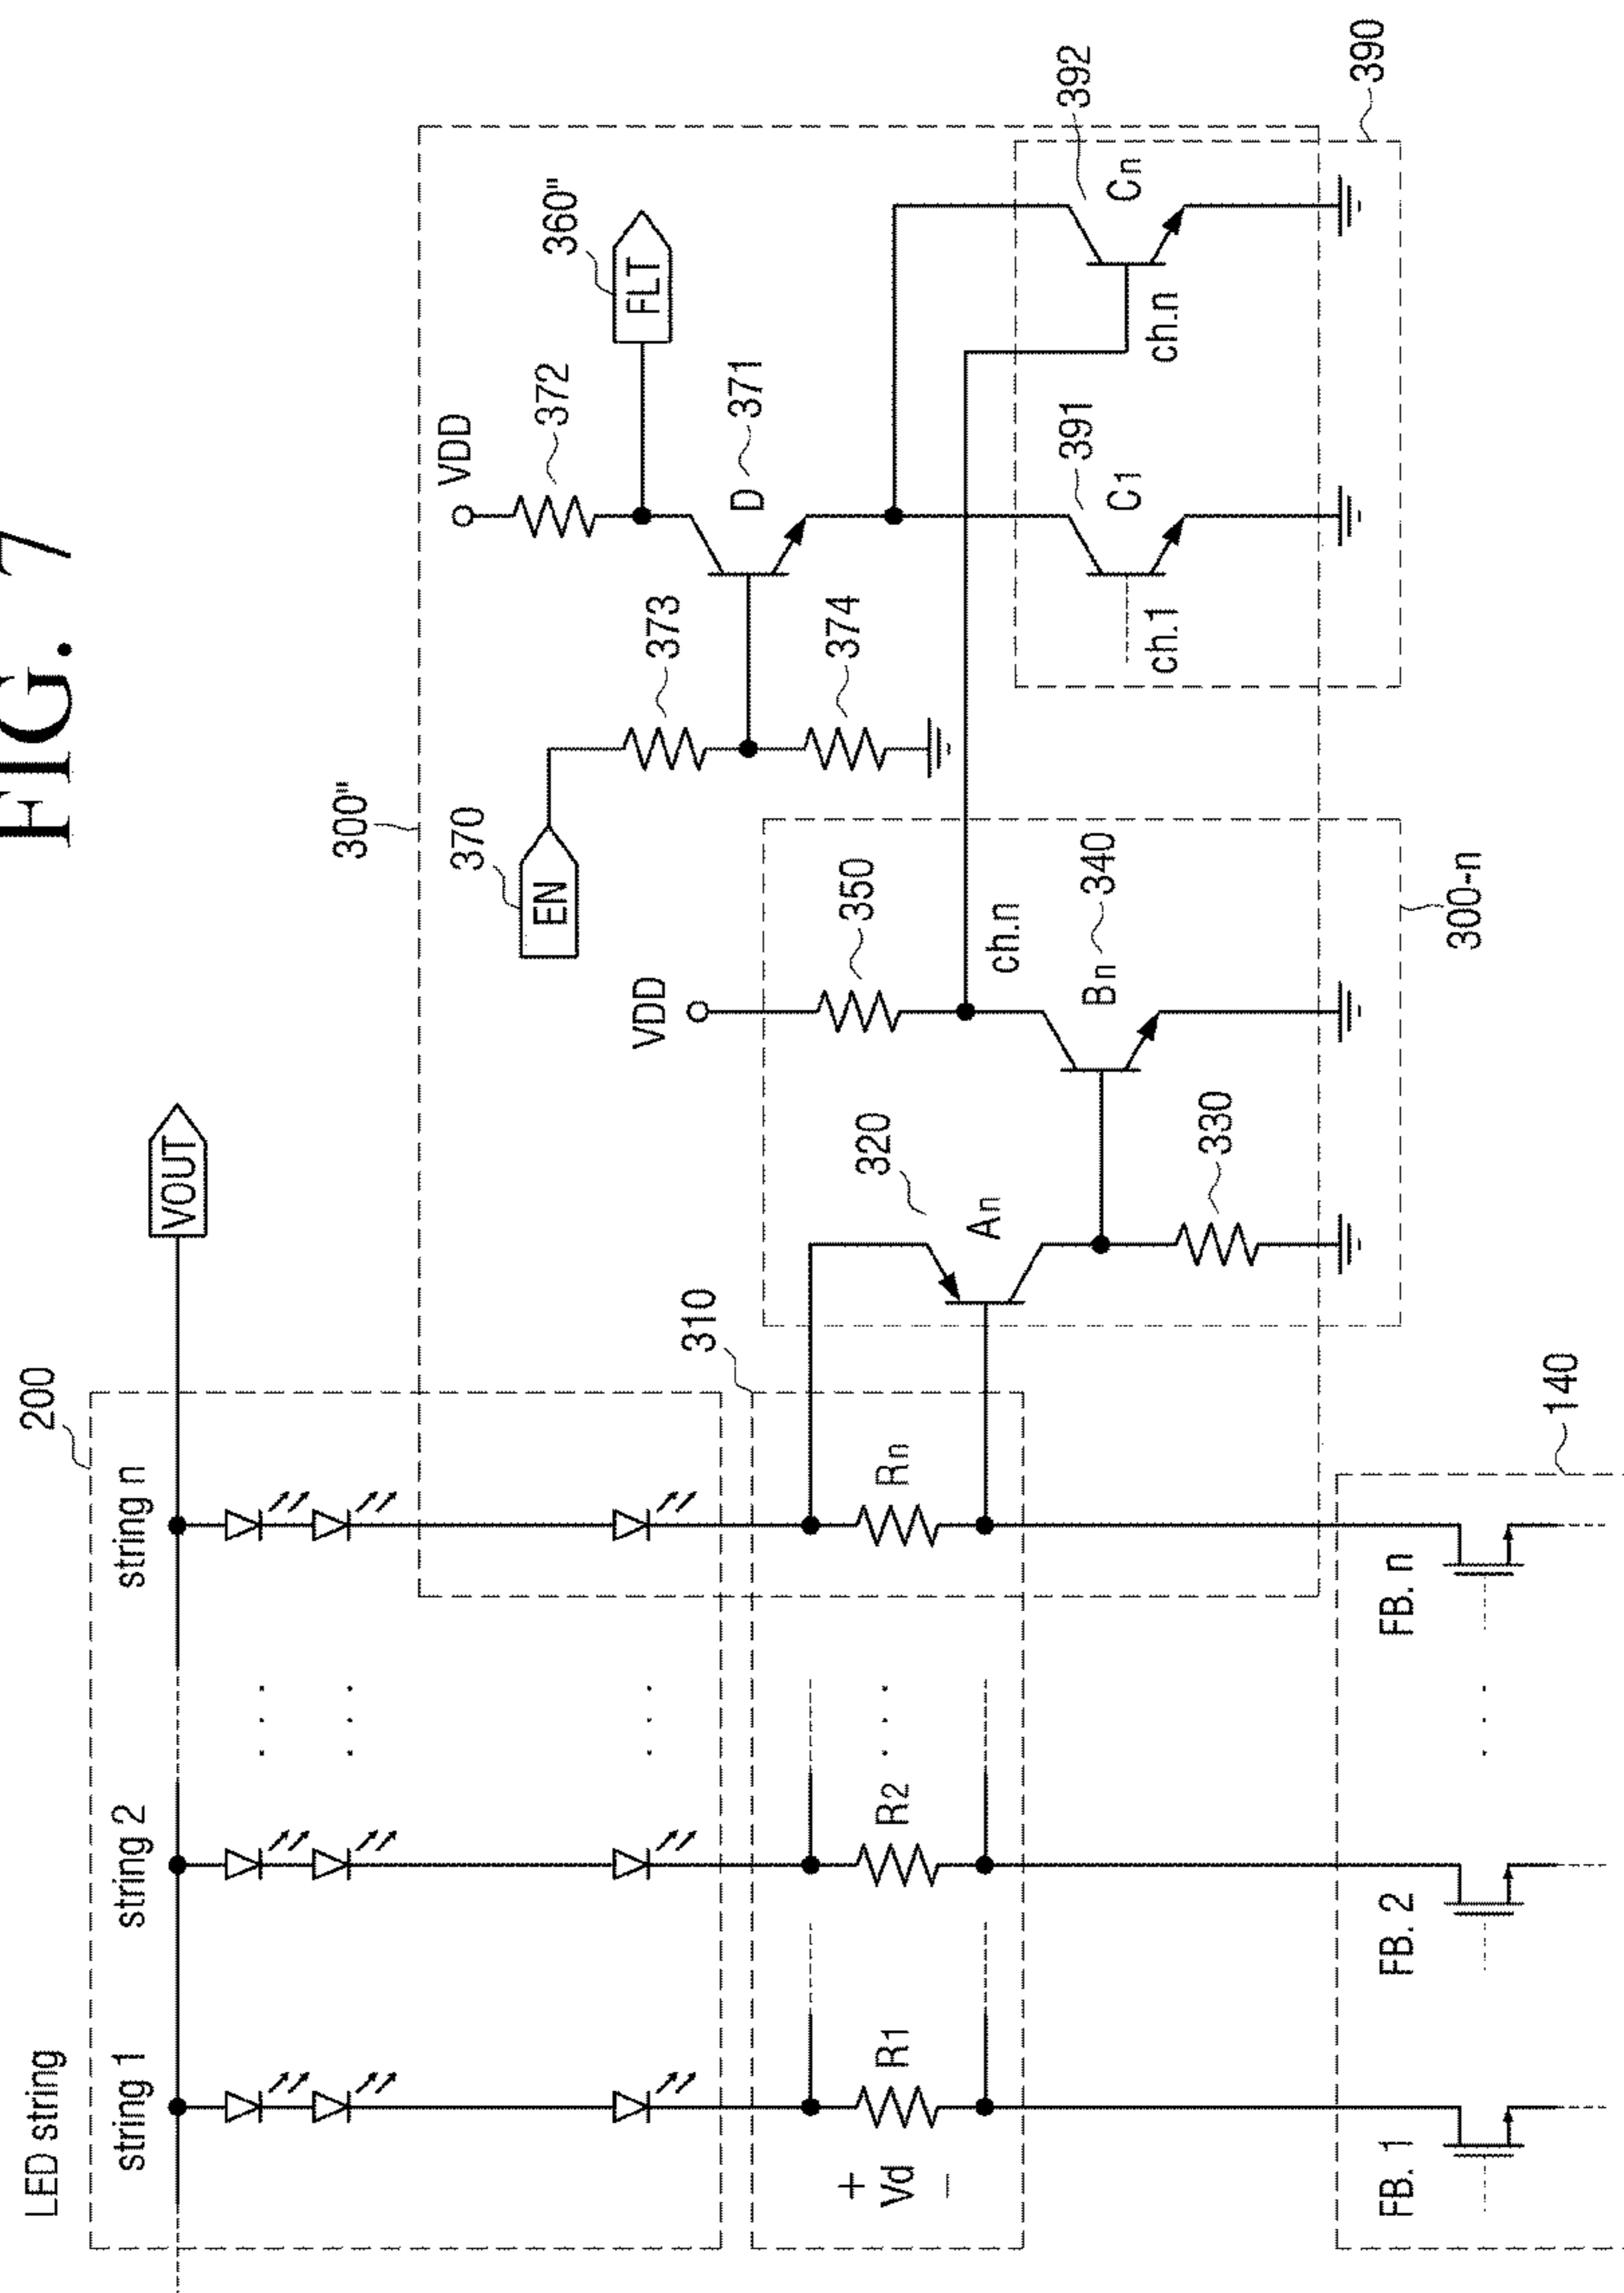 FIG. 7
LED string
200
string 1
string 2
string n
VOUT
310
+
Vd
−
R1
R2
Rn
FB. 1
FB. 2
FB. n
140
300"
370
EN
373
374
VDD
372
FLT
360"
D
371
VDD
350
ch.n
320
An
330
Bn
340
300-n
391
C1
ch.1
392
Cn
ch.n
390